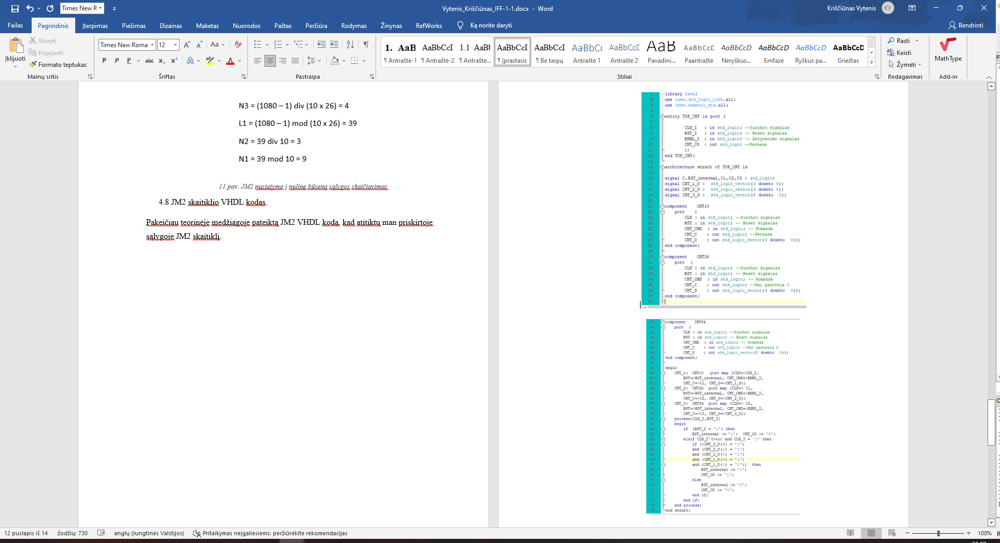 Times New R
Vytenis_Kriščiūnas_IFF-1-1.docx - Word
Kriščiūnas Vytenis
KV
Failas
Pagrindinis
Įterpimas
Piešimas
Dizainas
Maketas
Nuorodos
Paštas
Peržiūra
Rodymas
Žinynas
RefWorks
Ką norite daryti
Bendrinti
Įklijuoti
Iškirpti
Kopijuoti
Formato teptukas
Mainų sritis
Times New Roma
12
Aa
P P P abc x₂ x²
Šriftas
Pastraipa
1. AaB
¶ Antraštė-1
AaBbCcI
¶ Antraštė-2
1.1 AaBl
¶ Antraštė...
AaBbCcI
¶ Įprastasis
AaBbCcI
¶ Be tarpų
AaBbCc
Antraštė 1
AaBbCcL
Antraštė 2
AaB
Pavadini...
AaBbCcD
Paantraštė
AaBbCcD
Neryškus...
AaBbCcD
Emfazė
AaBbCcD
Ryškus pa...
AaBbCcD
Griežtas
Stiliai
Rasti
Keisti
Žymėti
Redagavimas
MathType
Add-in
N3 = (1080 – 1) div (10 x 26) = 4
L1 = (1080 – 1) mod (10 x 26) = 39
N2 = 39 div 10 = 3
N1 = 39 mod 10 = 9
11 pav. JM2 nustatymo į nulinę būseną sąlygos skaičiavimas
4.8 JM2 skaitiklio VHDL kodas.
Pakeičiau teorinėje medžiagoje pateiktą JM2 VHDL kodą, kad atitiktų man priskirtoje
sąlygoje JM2 skaitiklį.
1 library ieee;
2 use ieee.std_logic_1164.all;
3 use ieee.numeric_std.all;
4
5 entity TOP_CNT is port (
6
7 CLK_I : in std_logic; --Sinchro signalas
8 RST_I : in std_logic; -- Reset signalas
9 ENBL_I : in std_logic; -- Aktyvavimo signalas
10 CNT_CO : out std_logic --Pernasa
11 );
12 end TOP_CNT;
13
14 architecture struct of TOP_CNT is
15
16 signal C,RST_internal,C1,C2,C3 : std_logic;
17 signal CNT_1_O : std_logic_vector(3 downto 0);
18 signal CNT_2_O : std_logic_vector(4 downto 0);
19 signal CNT_3_O : std_logic_vector(5 downto 0);
20
21 component CNT10
22 port (
23 CLK : in std_logic; --Sinchro signalas
24 RST : in std_logic; -- Reset signalas
25 CNT_CMD : in std_logic; -- Komanda
26 CNT_C : out std_logic; --Pernasa
27 CNT_O : out std_logic_vector(3 downto 0));
28 end component;
29
30 component CNT26
31 port (
32 CLK : in std_logic; --Sinchro signalas
33 RST : in std_logic; -- Reset signalas
34 CNT_CMD : in std_logic; -- Komanda
35 CNT_C : out std_logic; --Kai pasiekia 0
36 CNT_O : out std_logic_vector(4 downto 0));
37 end component;
38
39 component CNT54
40 port (
41 CLK : in std_logic; --Sinchro signalas
42 RST : in std_logic; -- Reset signalas
43 CNT_CMD : in std_logic; -- Komanda
44 CNT_C : out std_logic; --Kai pasiekia 0
45 CNT_O : out std_logic_vector(5 downto 0));
46 end component;
47
48 begin
49 CNT_1: CNT10 port map (CLK=>CLK_I,
50 RST=>RST_internal, CNT_CMD=>ENBL_I,
51 CNT_C=>C1, CNT_O=>CNT_1_O);
52 CNT_2: CNT26 port map (CLK=> C1,
53 RST=>RST_internal, CNT_CMD=>ENBL_I,
54 CNT_C=>C2, CNT_O=>CNT_2_O);
55 CNT_3: CNT54 port map (CLK=> C2,
56 RST=>RST_internal, CNT_CMD=>ENBL_I,
57 CNT_C=>C3, CNT_O=>CNT_3_O);
58 process(CLK_I,RST_I)
59 begin
60 if (RST_I = '1') then
61 RST_internal <= '1'; CNT_CO <= '0';
62 elsif CLK_I'event and CLK_I = '1' then
63 if ((CNT_3_O(2) = '1')
64 and (CNT_2_O(1) = '1')
65 and (CNT_2_O(0) = '1')
66 and (CNT_1_O(3) = '1')
67 and (CNT_1_O(0) = '1')) then
68 RST_internal <= '1';
69 CNT_CO <= '1';
70 else
71 RST_internal <= '0';
72 CNT_CO <= '0';
73 end if;
74 end if;
75 end process;
76 end struct;
12 puslapis iš 14
žodžių: 730
anglų (Jungtinės Valstijos)
Pritaikymas neįgaliesiems: peržiūrėkite rekomendacijas
100%